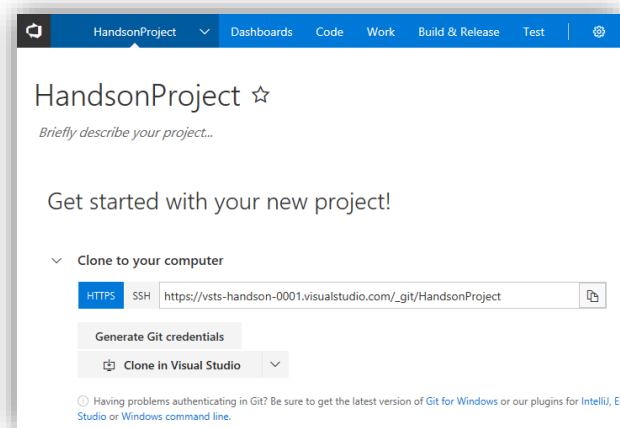 HandsonProject Dashboards Code Work Build & Release Test
HandsonProject
Briefly describe your project...
Get started with your new project!
Clone to your computer
HTTPS SSH https://vsts-handson-0001.visualstudio.com/_git/HandsonProject
Generate Git credentials
Clone in Visual Studio
Having problems authenticating in Git? Be sure to get the latest version of Git for Windows or our plugins for IntelliJ,
Studio or Windows command line.